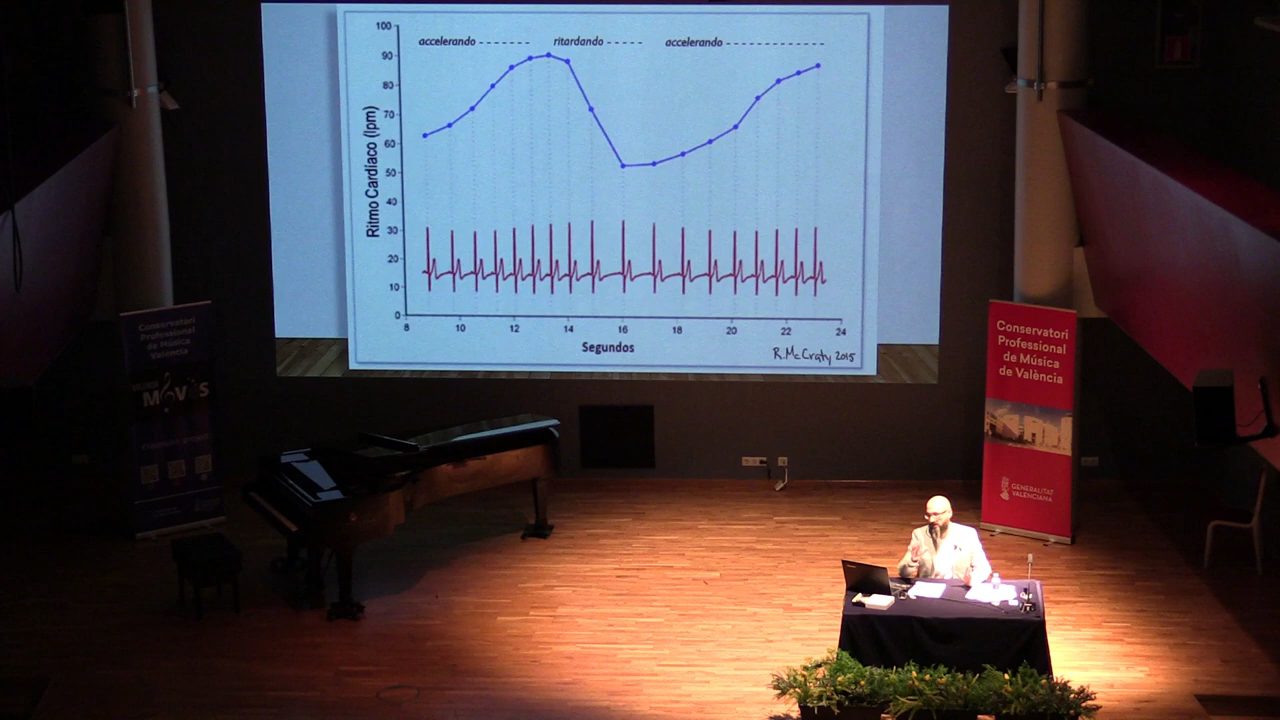 accelerando ritardando accelerando
Ritmo Cardíaco (lpm)
100
90
80
70
60
50
40
30
20
10
0
8 10 12 14 16 18 20 22 24
Segundos
R. McCraty 2015
Conservatori
Professional
de Música
València
MOVIS
Conservatori
Professional
de Música
de València
GENERALITAT
VALENCIANA